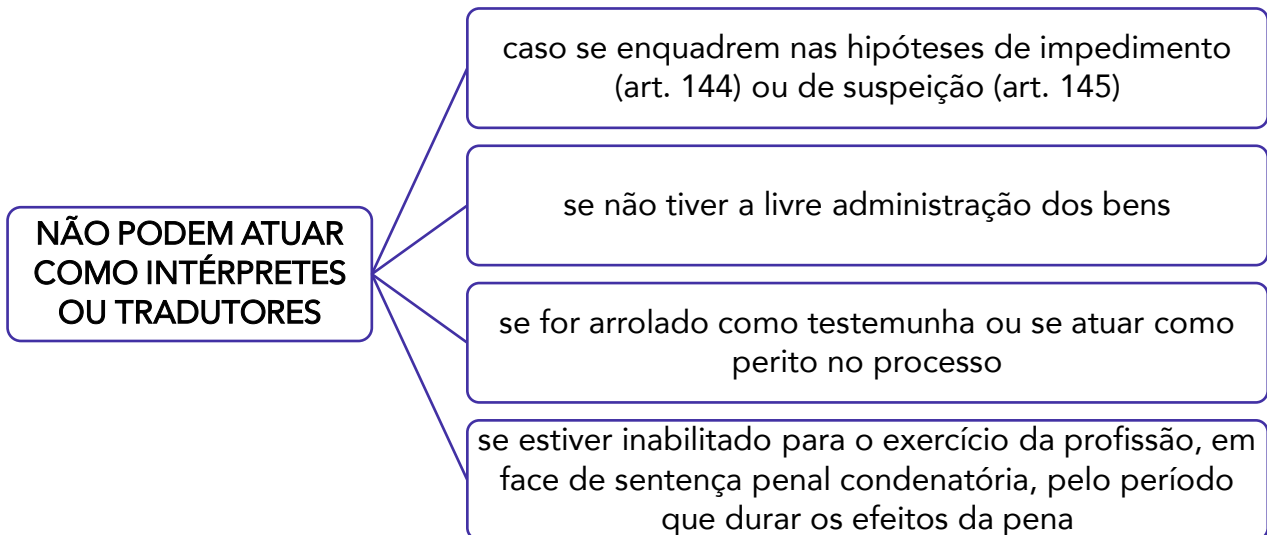 caso se enquadrem nas hipóteses de impedimento
(art. 144) ou de suspeição (art. 145)
se não tiver a livre administração dos bens
NÃO PODEM ATUAR
COMO INTÉRPRETES
OU TRADUTORES
se for arrolado como testemunha ou se atuar como
perito no processo
se estiver inabilitado para o exercício da profissão, em
face de sentença penal condenatória, pelo período
que durar os efeitos da pena